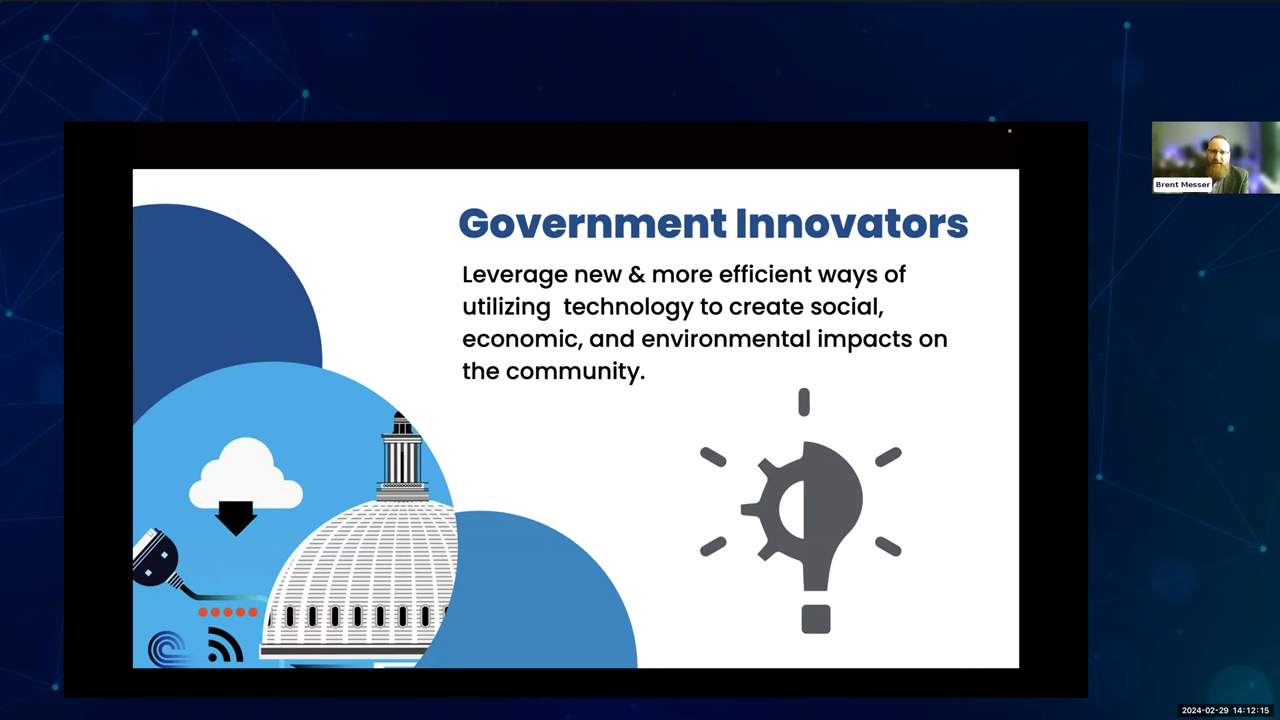 Government Innovators
Leverage new & more efficient ways of
utilizing technology to create social,
economic, and environmental impacts on
the community.
Brent Messer
2024-02-29 14:12:15